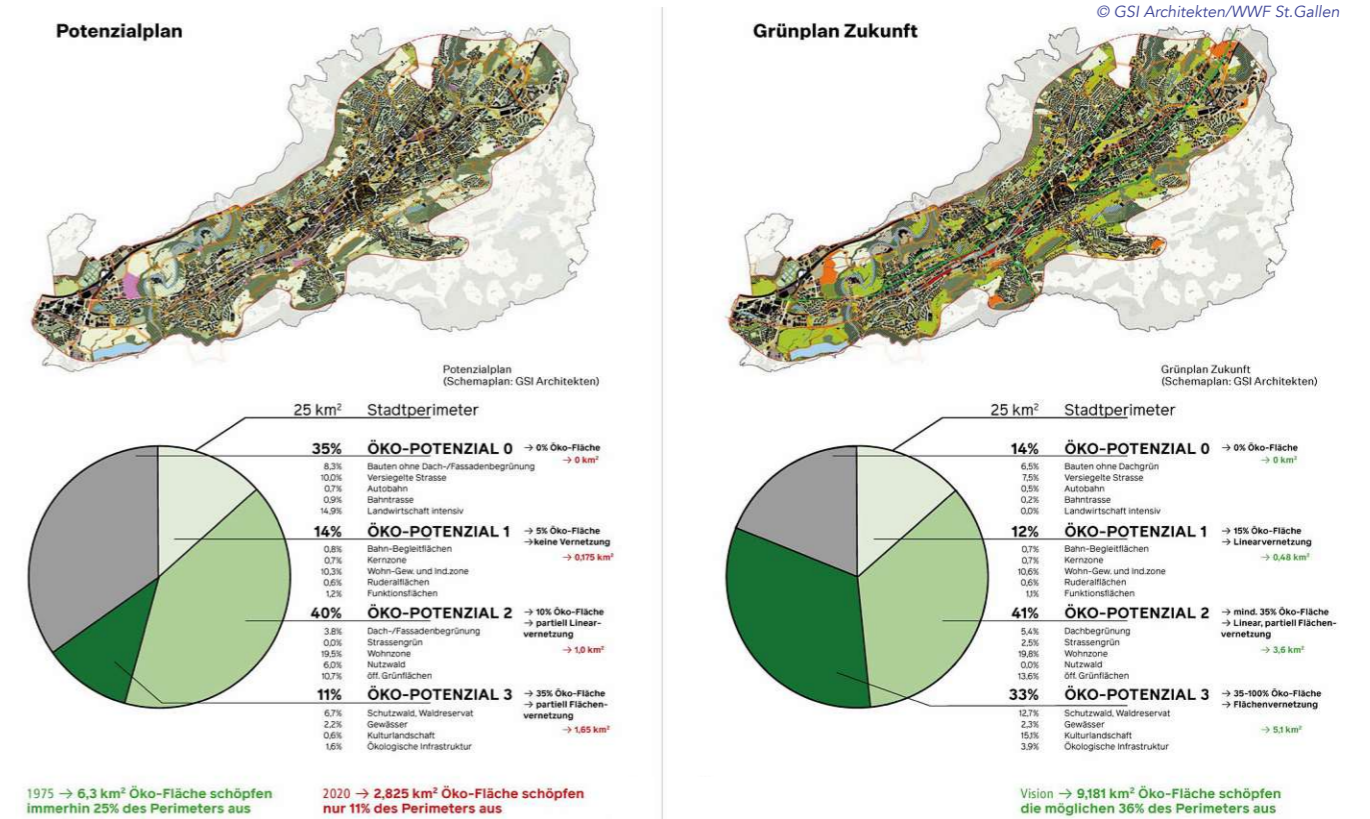 © GSI Architekten/WWF St.Gallen
Potenzialplan
Potenzialplan
(Schemaplan: GSI Architekten)
25 km² Stadtperimeter
35% ÖKO-POTENZIAL 0 → 0% Öko-Fläche
→ 0 km²
8,3% Bauten ohne Dach-/Fassadenbegrünung
10,0% Versiegelte Strasse
0,7% Autobahn
0,9% Bahntrasse
14,9% Landwirtschaft intensiv
14% ÖKO-POTENZIAL 1 → 5% Öko-Fläche
→ keine Vernetzung
→ 0,175 km²
0,8% Bahn-Begleitflächen
0,7% Kernzone
10,3% Wohn-Gew. und Ind.zone
0,6% Ruderalflächen
1,2% Funktionsflächen
40% ÖKO-POTENZIAL 2 → 10% Öko-Fläche
→ partiell Linear-
vernetzung
→ 1,0 km²
3,8% Dach-/Fassadenbegrünung
0,0% Strassengrün
19,5% Wohnzone
6,0% Nutzwald
10,7% öff. Grünflächen
11% ÖKO-POTENZIAL 3 → 35% Öko-Fläche
→ partiell Flächen-
vernetzung
→ 1,65 km²
6,7% Schutzwald, Waldreservat
2,2% Gewässer
0,6% Kulturlandschaft
1,6% Ökologische Infrastruktur
1975 → 6,3 km² Öko-Fläche schöpfen
immerhin 25% des Perimeters aus
2020 → 2,825 km² Öko-Fläche schöpfen
nur 11% des Perimeters aus
Grünplan Zukunft
Grünplan Zukunft
(Schemaplan: GSI Architekten)
25 km² Stadtperimeter
14% ÖKO-POTENZIAL 0 → 0% Öko-Fläche
→ 0 km²
6,5% Bauten ohne Dachgrün
7,5% Versiegelte Strasse
0,5% Autobahn
0,2% Bahntrasse
0,0% Landwirtschaft intensiv
12% ÖKO-POTENZIAL 1 → 15% Öko-Fläche
→ Linearvernetzung
→ 0,48 km²
0,7% Bahn-Begleitflächen
0,7% Kernzone
10,6% Wohn-Gew. und Ind.zone
0,6% Ruderalflächen
1,1% Funktionsflächen
41% ÖKO-POTENZIAL 2 → mind. 35% Öko-Fläche
→ Linear, partiell Flächen-
vernetzung
→ 3,6 km²
5,4% Dachbegrünung
2,5% Strassengrün
19,8% Wohnzone
0,0% Nutzwald
13,6% öff. Grünflächen
33% ÖKO-POTENZIAL 3 → 35-100% Öko-Fläche
→ Flächenvernetzung
→ 5,1 km²
12,7% Schutzwald, Waldreservat
2,3% Gewässer
15,1% Kulturlandschaft
3,9% Ökologische Infrastruktur
Vision → 9,181 km² Öko-Fläche schöpfen
die möglichen 36% des Perimeters aus